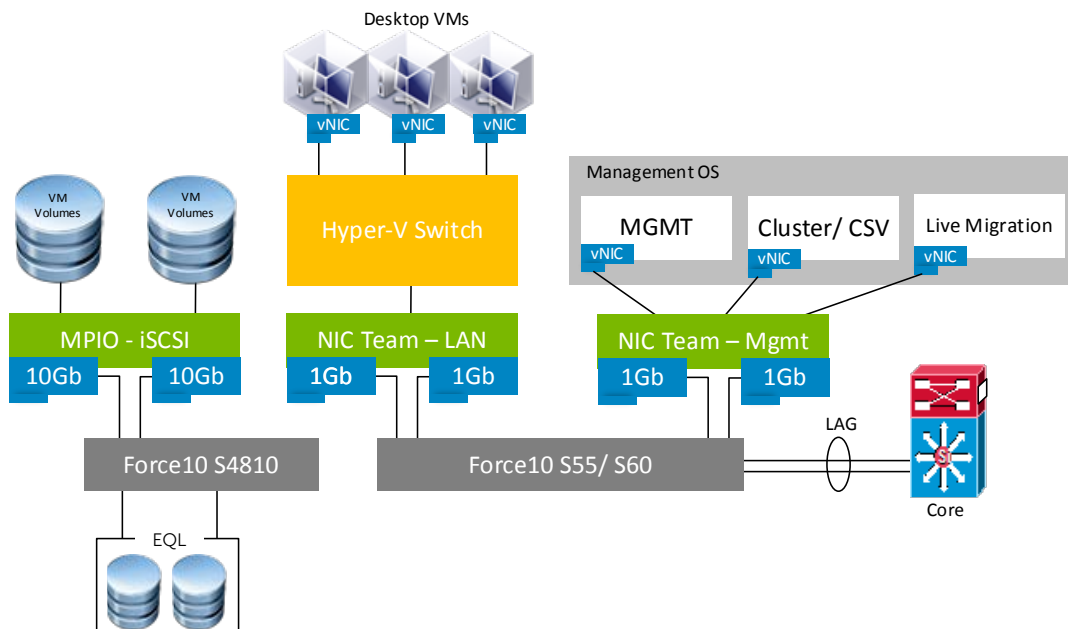 Desktop VMs
vNIC
vNIC
vNIC
VM
Volumes
VM
Volumes
Hyper-V Switch
Management OS
MGMT
Cluster/ CSV
Live Migration
vNIC
vNIC
vNIC
MPIO - iSCSI
10Gb
10Gb
NIC Team – LAN
1Gb
1Gb
NIC Team – Mgmt
1Gb
1Gb
Force10 S4810
Force10 S55/ S60
LAG
Si
Core
EQL